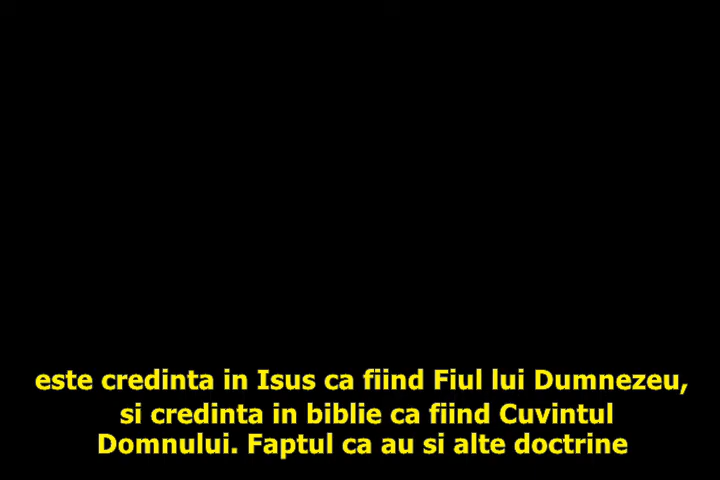 este credinta in Isus ca fiind Fiul lui Dumnezeu,
si credinta in biblie ca fiind Cuvintul
Domnului. Faptul ca au si alte doctrine